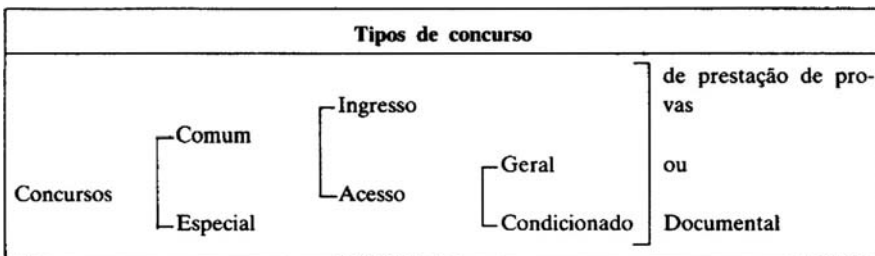 Tipos de concurso
de prestação de pro-
Ingresso vas
Comum
Geral ou
Concursos Acesso
Especial Condicionado Documental